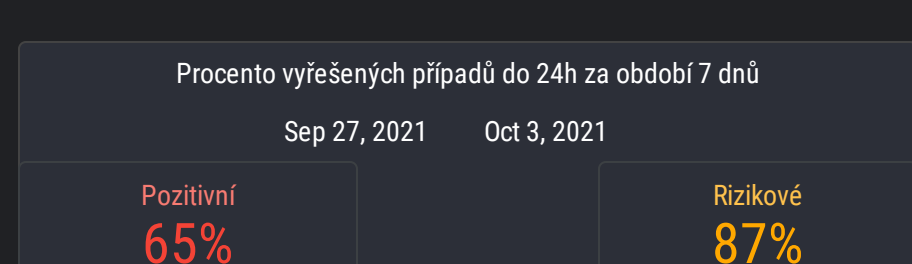 Procento vyřešených případů do 24h za období 7 dnů
Sep 27, 2021 Oct 3, 2021
Pozitivní Rizikové
65% 87%